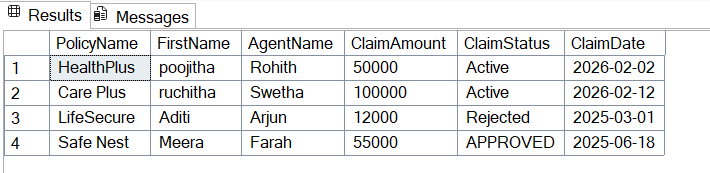 Results Messages
PolicyName FirstName AgentName ClaimAmount ClaimStatus ClaimDate
1 HealthPlus poojitha Rohith 50000 Active 2026-02-02
2 Care Plus ruchitha Swetha 100000 Active 2026-02-12
3 LifeSecure Aditi Arjun 12000 Rejected 2025-03-01
4 Safe Nest Meera Farah 55000 APPROVED 2025-06-18